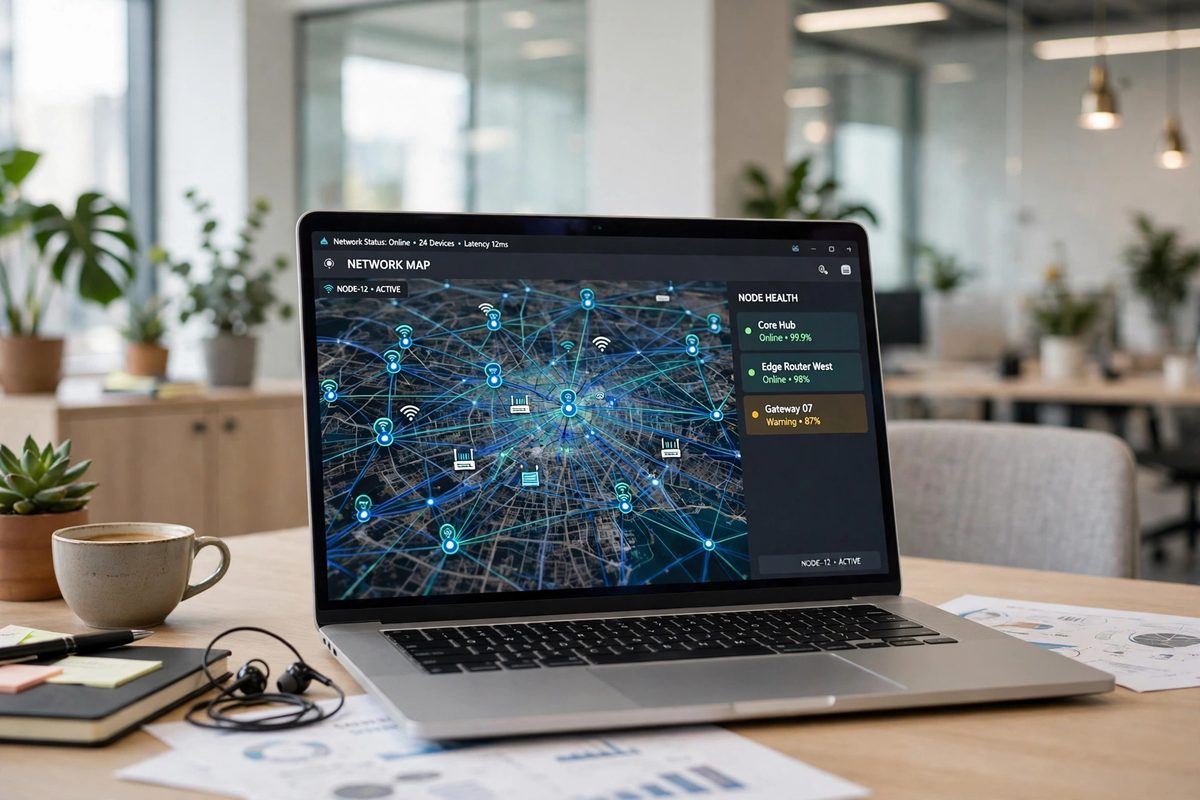 Network Status: Online • 24 Devices • Latency 12ms
NETWORK MAP
NODE-12 • ACTIVE
NODE HEALTH
Core Hub
Online • 99.9%
Edge Router West
Online • 98%
Gateway 07
Warning • 87%
NODE-12 • ACTIVE